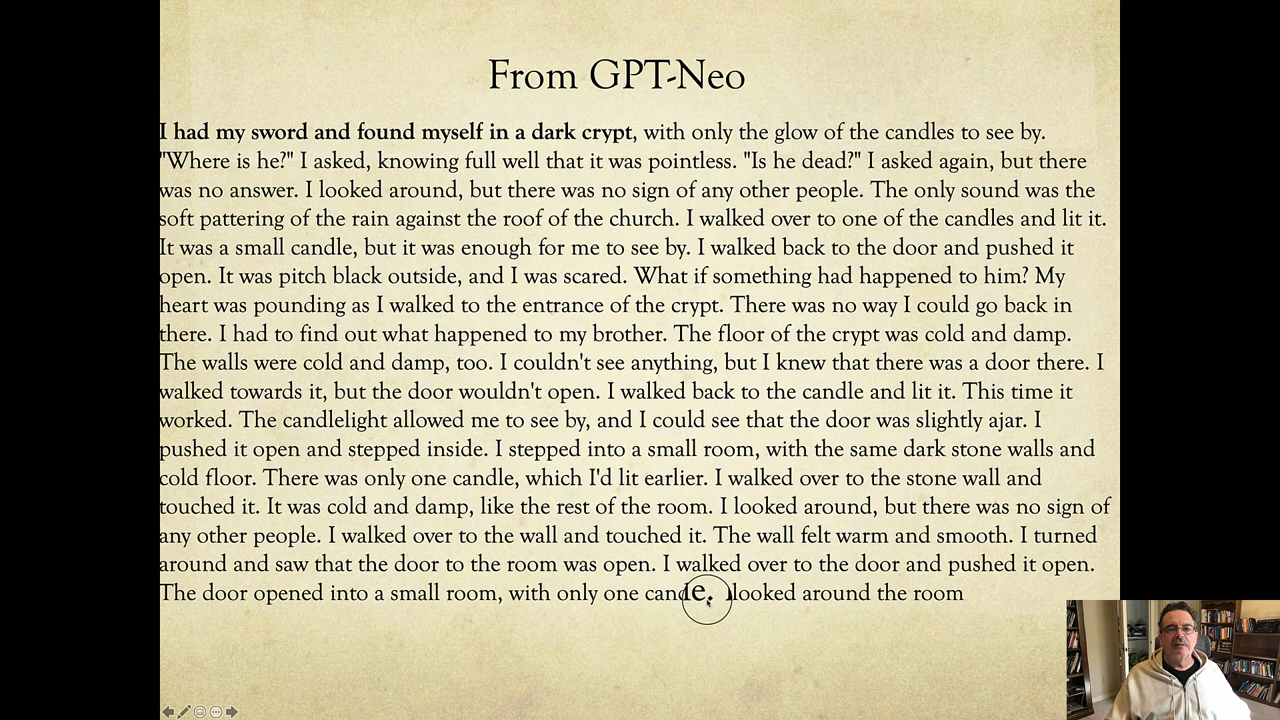 From GPT-Neo
I had my sword and found myself in a dark crypt, with only the glow of the candles to see by.
"Where is he?" I asked, knowing full well that it was pointless. "Is he dead?" I asked again, but there
was no answer. I looked around, but there was no sign of any other people. The only sound was the
soft pattering of the rain against the roof of the church. I walked over to one of the candles and lit it.
It was a small candle, but it was enough for me to see by. I walked back to the door and pushed it
open. It was pitch black outside, and I was scared. What if something had happened to him? My
heart was pounding as I walked to the entrance of the crypt. There was no way I could go back in
there. I had to find out what happened to my brother. The floor of the crypt was cold and damp.
The walls were cold and damp, too. I couldn't see anything, but I knew that there was a door there. I
walked towards it, but the door wouldn't open. I walked back to the candle and lit it. This time it
worked. The candlelight allowed me to see by, and I could see that the door was slightly ajar. I
pushed it open and stepped inside. I stepped into a small room, with the same dark stone walls and
cold floor. There was only one candle, which I'd lit earlier. I walked over to the stone wall and
touched it. It was cold and damp, like the rest of the room. I looked around, but there was no sign of
any other people. I walked over to the wall and touched it. The wall felt warm and smooth. I turned
around and saw that the door to the room was open. I walked over to the door and pushed it open.
The door opened into a small room, with only one candle. I looked around the room